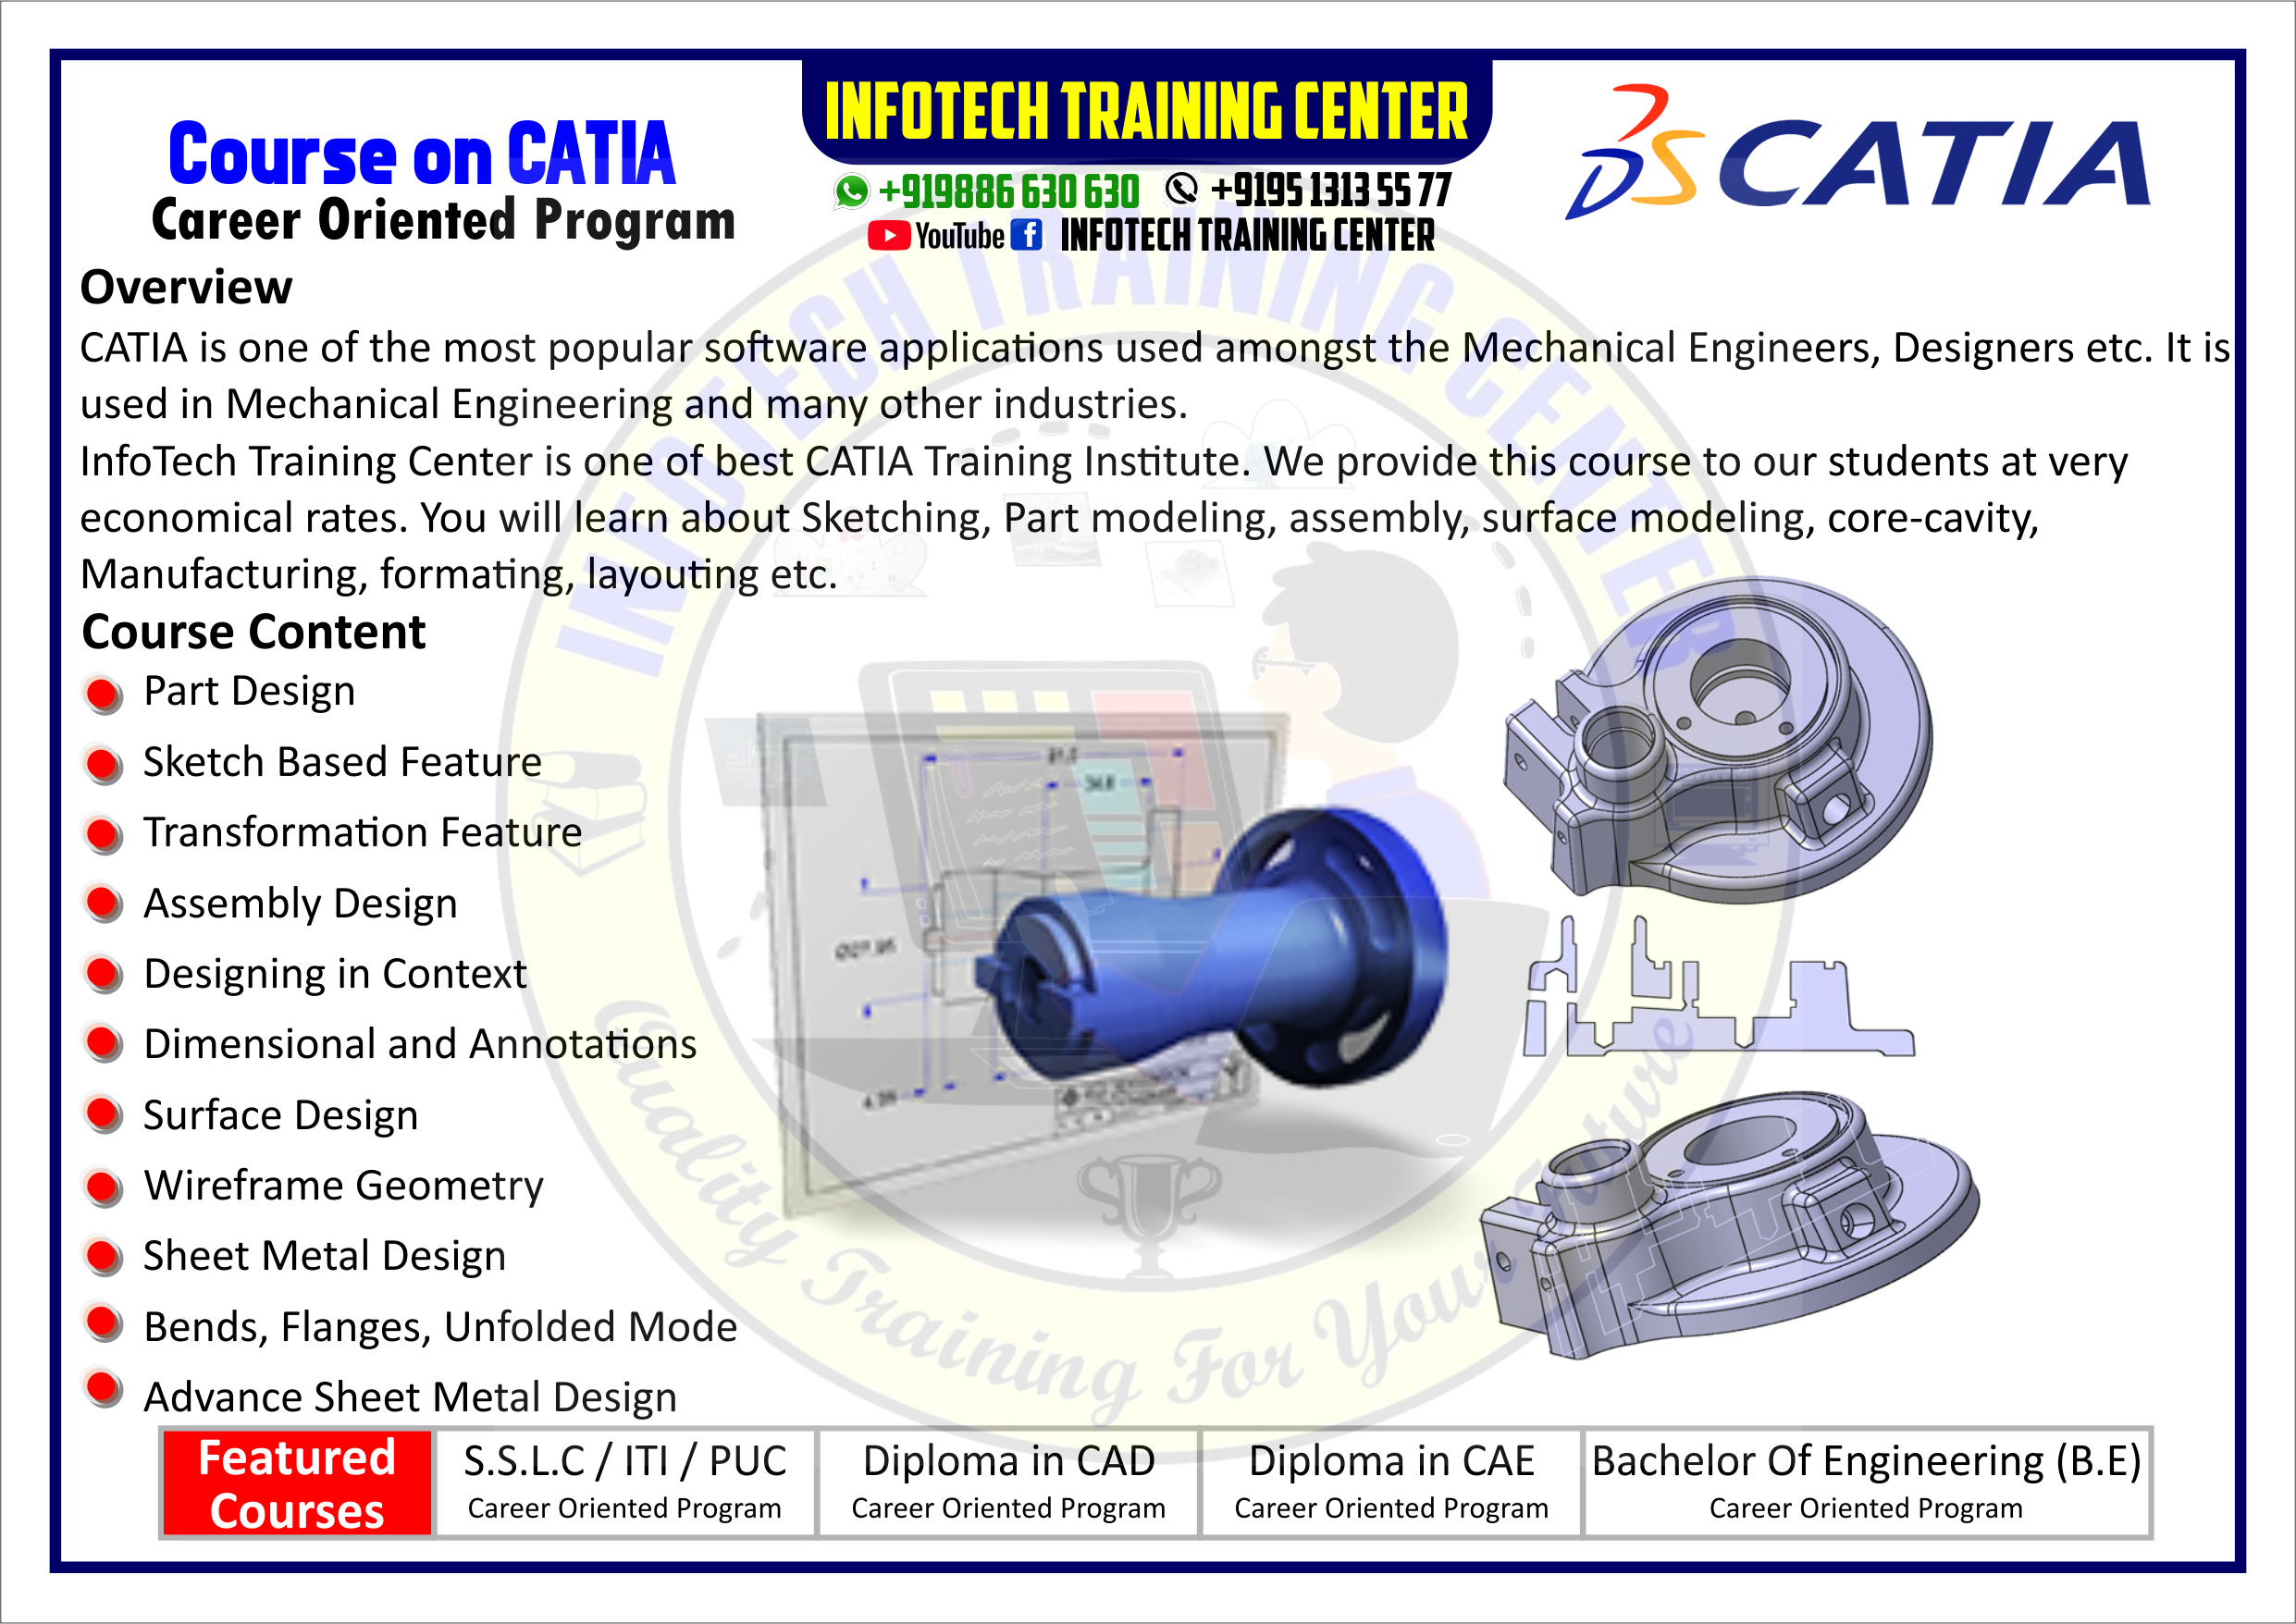 INFOTECH TRAINING CENTER
Course on CATIA
Career Oriented Program
+919886 630 630 +9195 1313 55 77
YouTube INFOTECH TRAINING CENTER
DS CATIA
Overview
CATIA is one of the most popular software applications used amongst the Mechanical Engineers, Designers etc. It is
used in Mechanical Engineering and many other industries.
InfoTech Training Center is one of best CATIA Training Institute. We provide this course to our students at very
economical rates. You will learn about Sketching, Part modeling, assembly, surface modeling, core-cavity,
Manufacturing, formating, layouting etc.
Course Content
Part Design
Sketch Based Feature
Transformation Feature
Assembly Design
Designing in Context
Dimensional and Annotations
Surface Design
Wireframe Geometry
Sheet Metal Design
Bends, Flanges, Unfolded Mode
Advance Sheet Metal Design
INFOTECH TRAINING CENTER
Quality Training For Your Future
Featured
Courses
S.S.L.C / ITI / PUC
Career Oriented Program
Diploma in CAD
Career Oriented Program
Diploma in CAE
Career Oriented Program
Bachelor Of Engineering (B.E)
Career Oriented Program